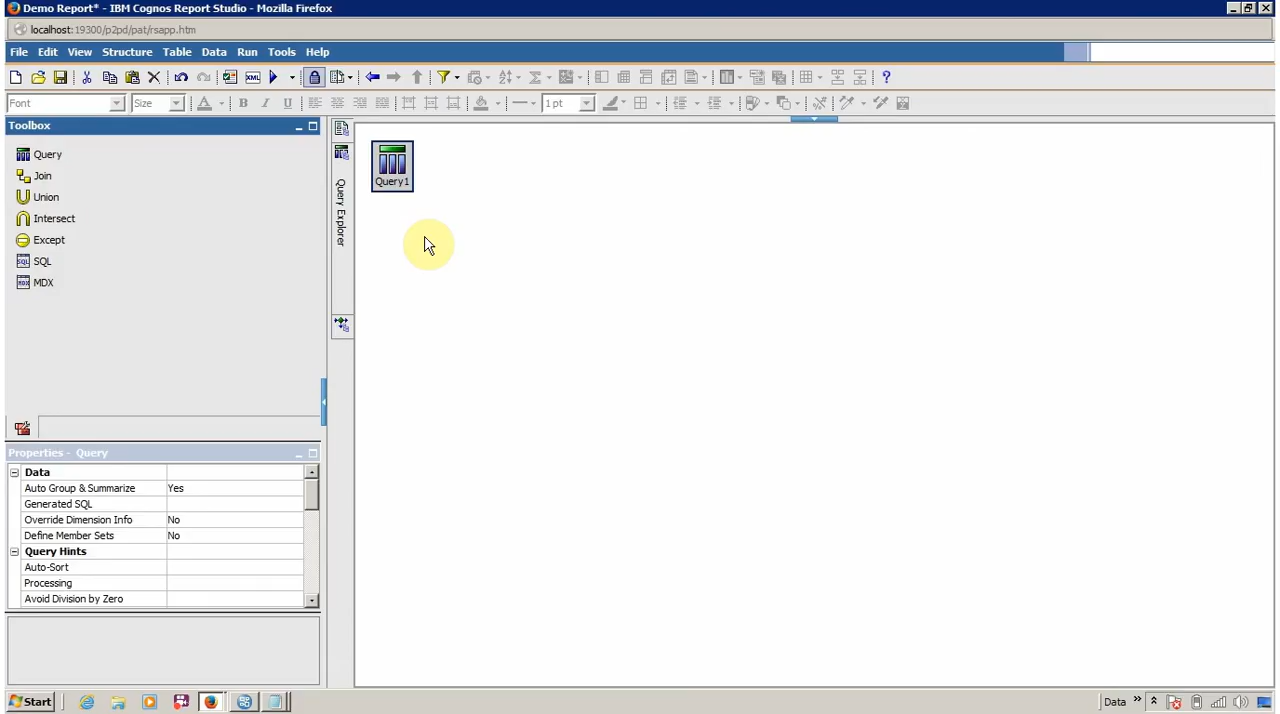 Demo Report* - IBM Cognos Report Studio - Mozilla Firefox
localhost:19300/p2pd/pat/rsapp.htm
File Edit View Structure Table Data Run Tools Help
XML
Font Size A B I U 1 pt
Toolbox
Query
Join
Union
Intersect
Except
SQL
MDX
Query Explorer
Query1
Properties - Query
Data
Auto Group & Summarize Yes
Generated SQL
Override Dimension Info No
Define Member Sets No
Query Hints
Auto-Sort
Processing
Avoid Division by Zero
Start Data »